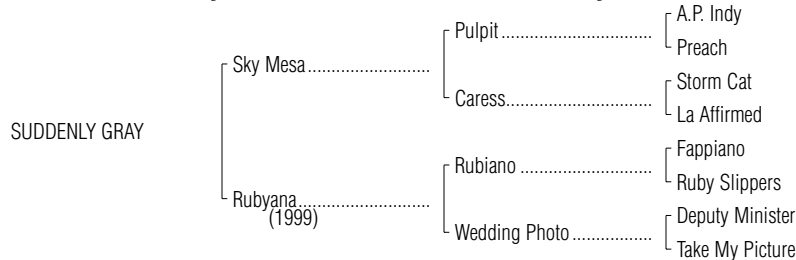 A.P. Indy
Pulpit
Preach
Sky Mesa
Storm Cat
Caress
La Affirmed
SUDDENLY GRAY
Fappiano
Rubiano
Ruby Slippers
Rubyana
(1999)
Deputy Minister
Wedding Photo
Take My Picture